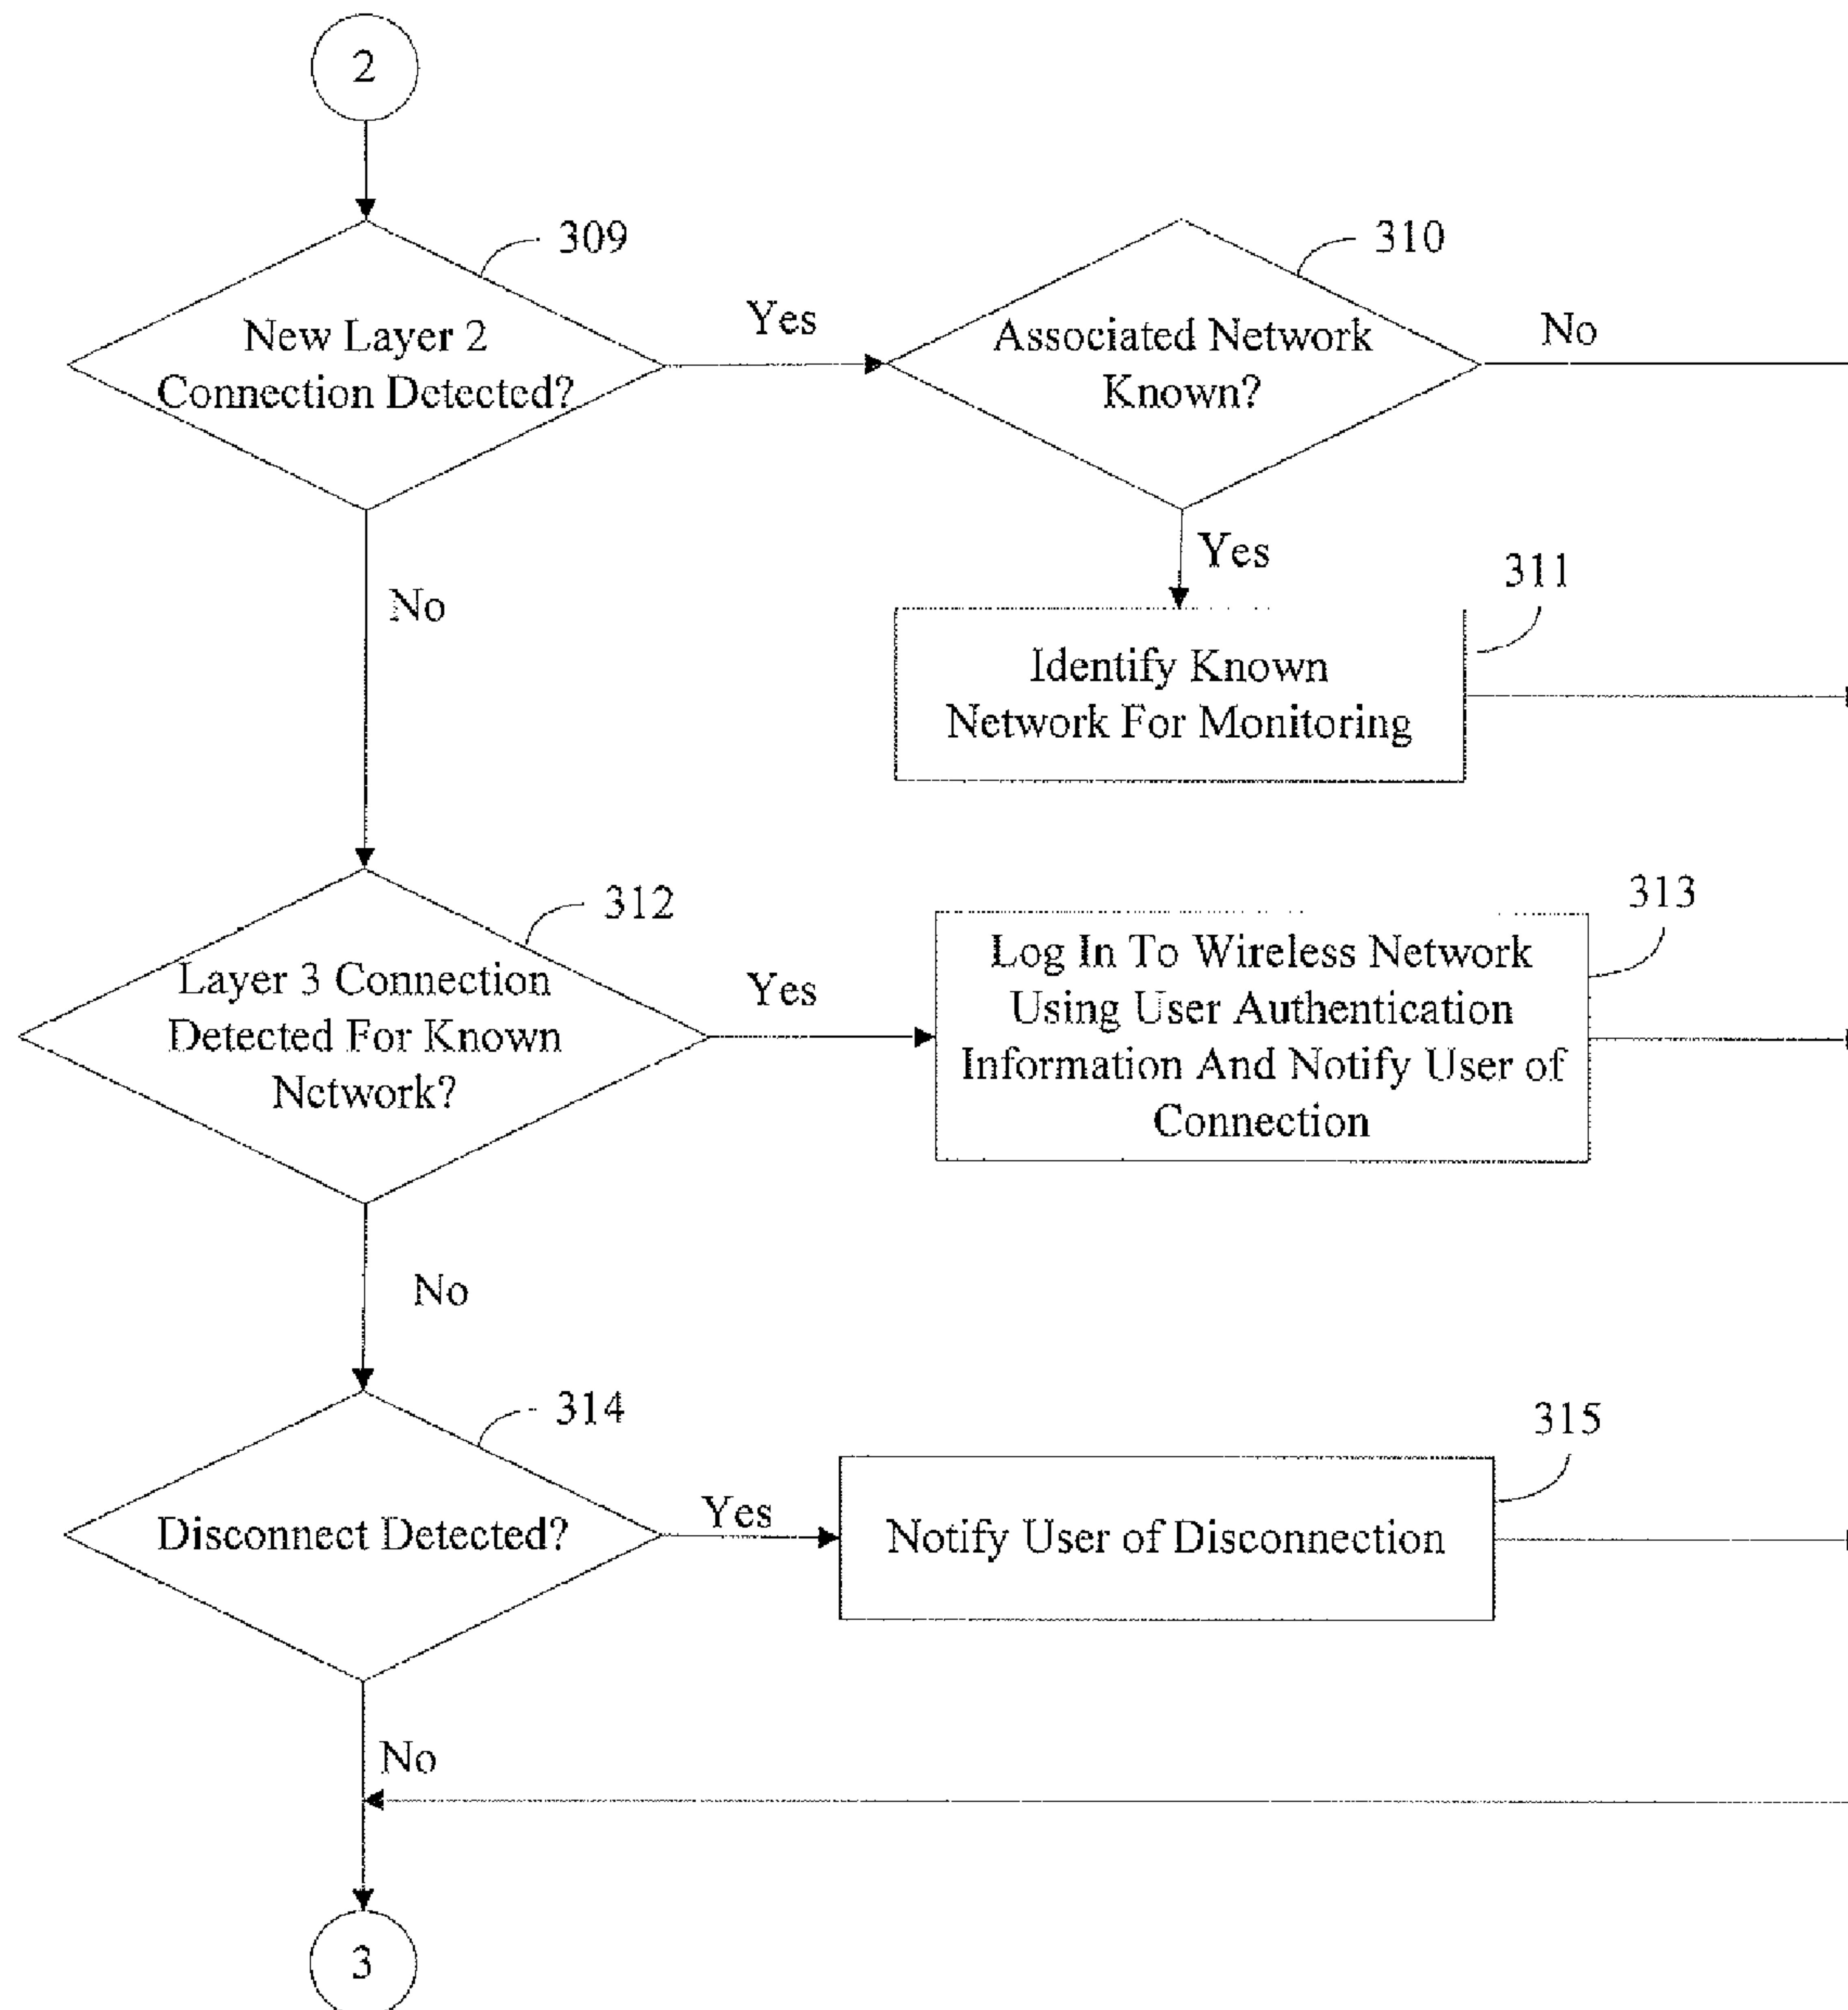 2
309
310
New Layer 2
Connection Detected?
Yes
Associated Network
Known?
No
Yes
311
No
Identify Known
Network For Monitoring
312
313
Layer 3 Connection
Detected For Known
Network?
Yes
Log In To Wireless Network
Using User Authentication
Information And Notify User of
Connection
No
314
315
Disconnect Detected?
Yes
Notify User of Disconnection
No
3